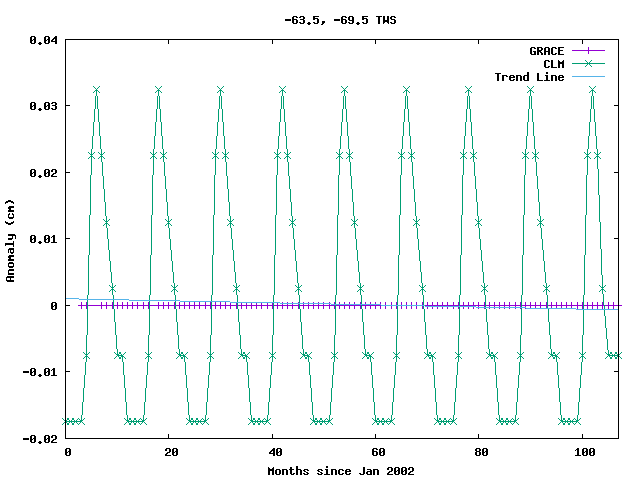 -63.5, -69.5 TWS
GRACE
CLM
Trend Line
0.04
0.03
0.02
0.01
0
-0.01
-0.02
Anomaly (cm)
0 20 40 60 80 100
Months since Jan 2002